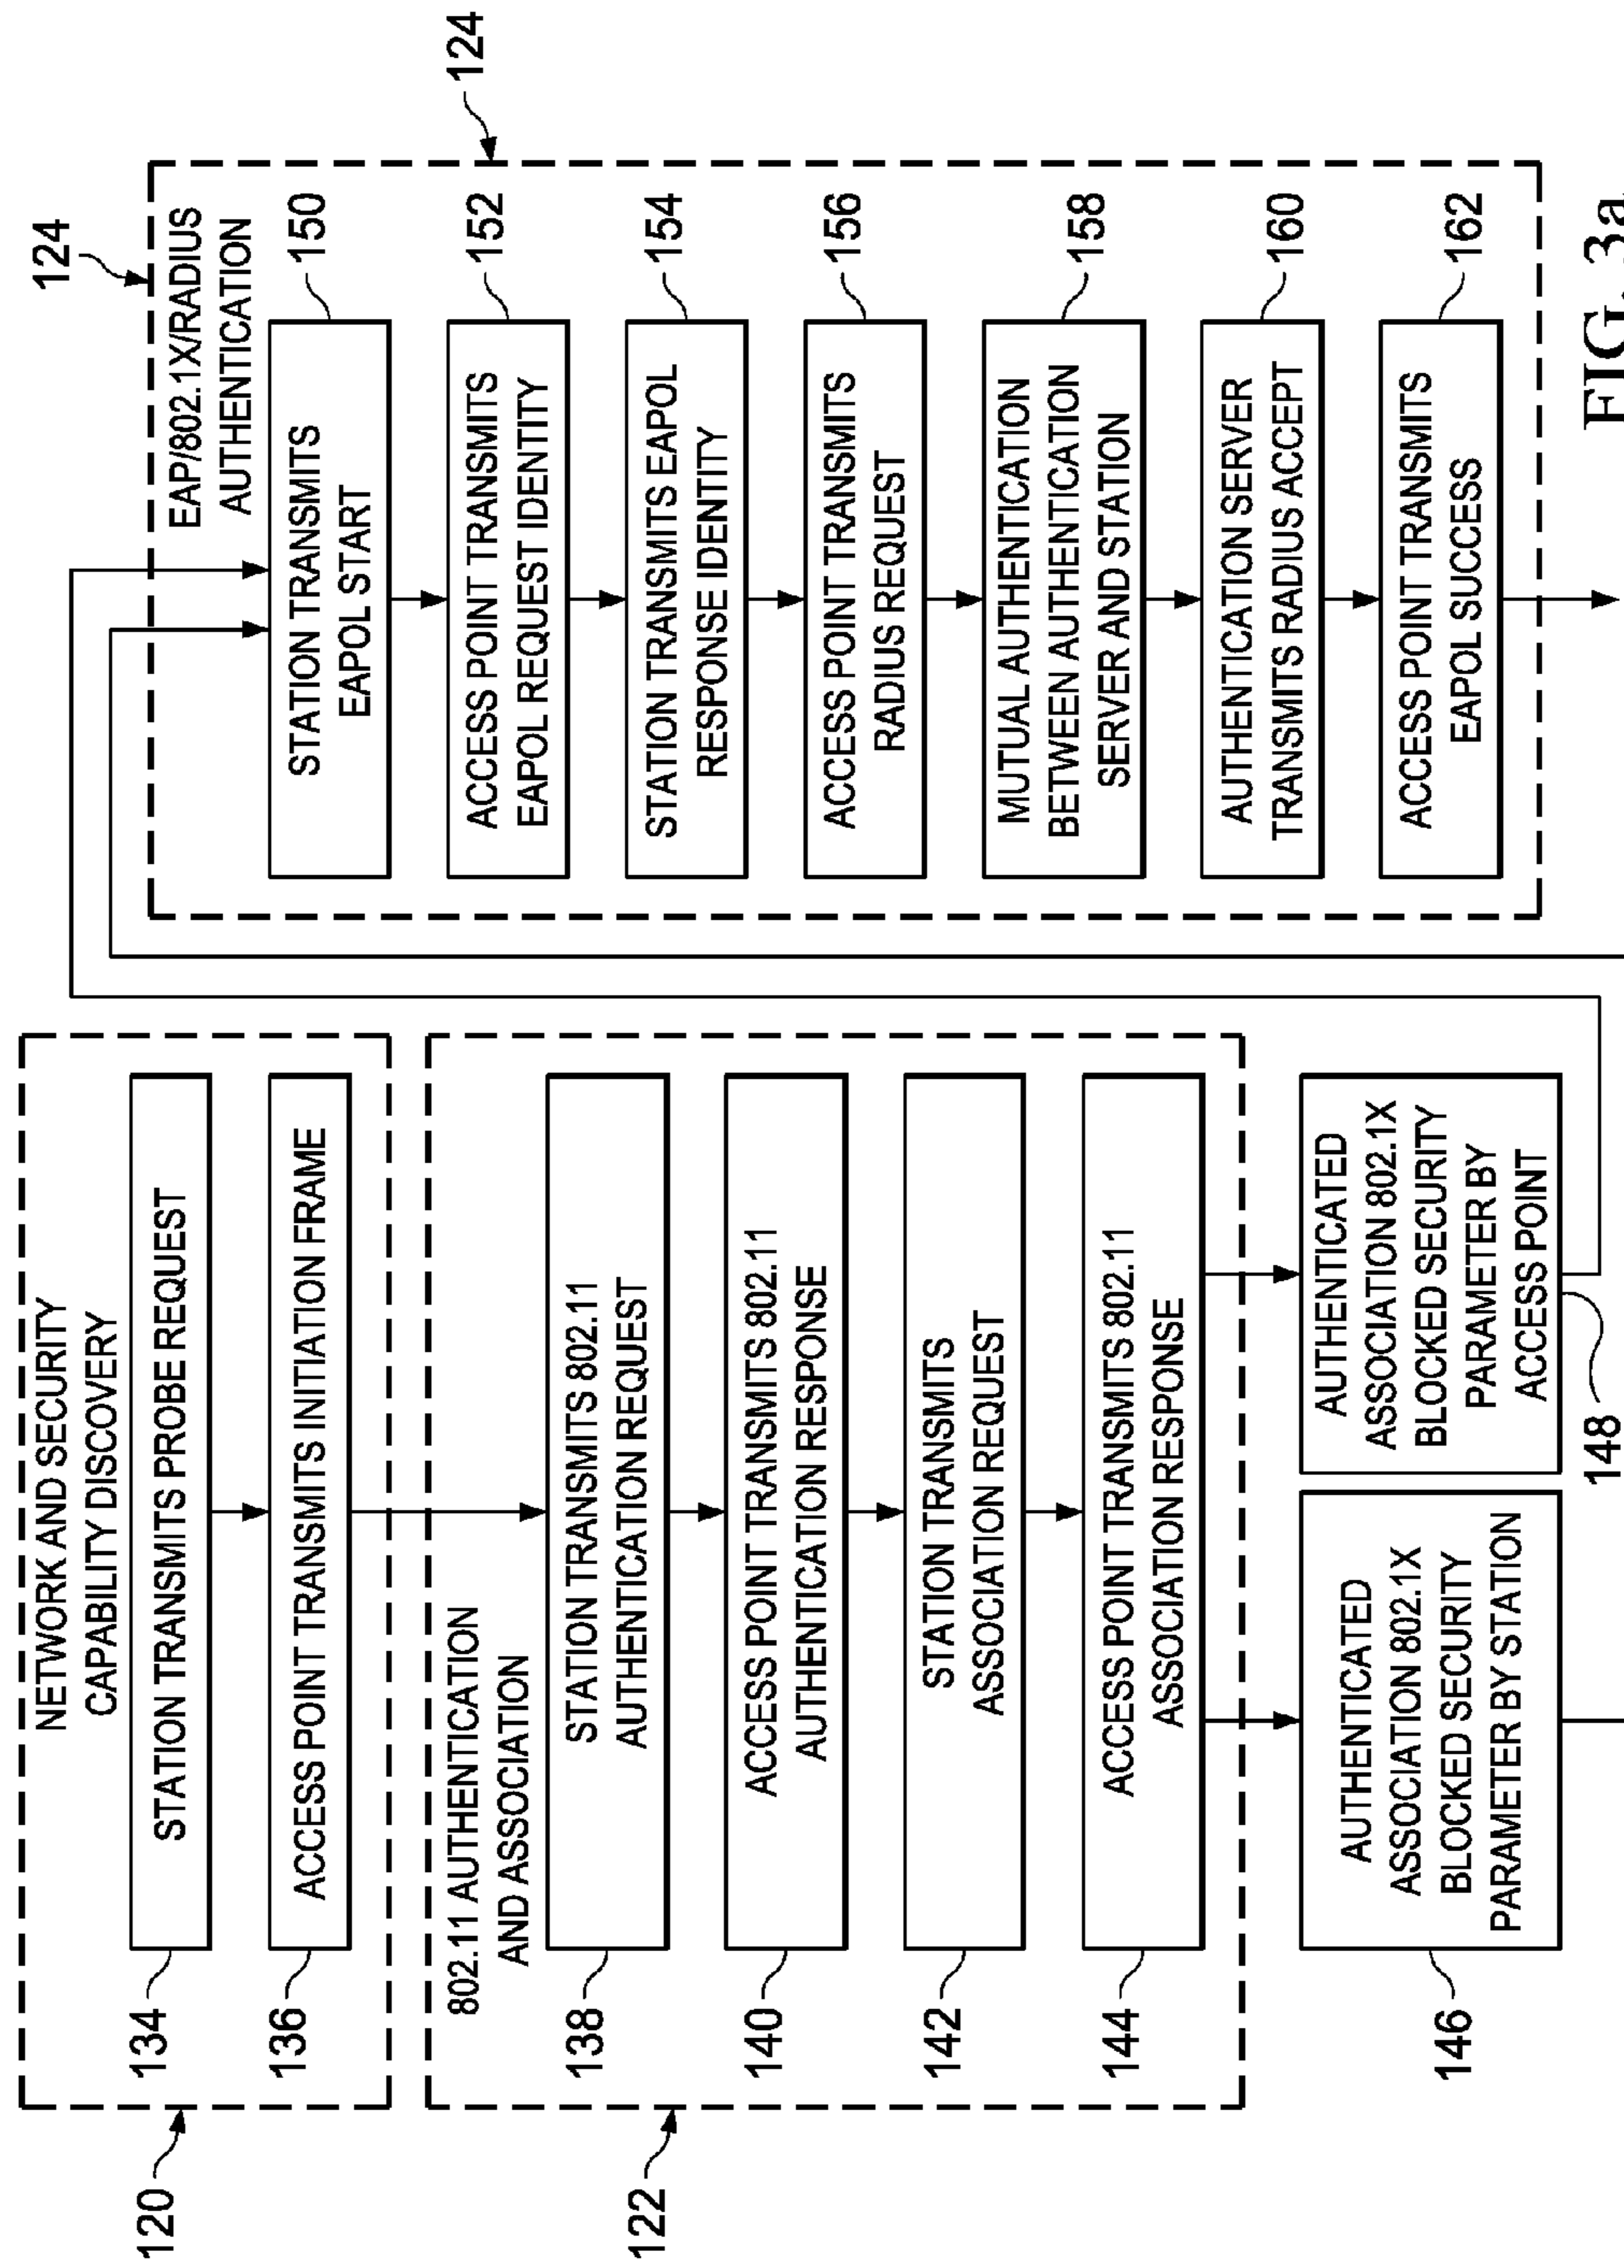 NETWORK AND SECURITY
CAPABILITY DISCOVERY
120
134
STATION TRANSMITS PROBE REQUEST
136
ACCESS POINT TRANSMITS INITIATION FRAME
802.11 AUTHENTICATION
AND ASSOCIATION
122
138
STATION TRANSMITS 802.11
AUTHENTICATION REQUEST
140
ACCESS POINT TRANSMITS 802.11
AUTHENTICATION RESPONSE
142
STATION TRANSMITS
ASSOCIATION REQUEST
144
ACCESS POINT TRANSMITS 802.11
ASSOCIATION RESPONSE
146
AUTHENTICATED
ASSOCIATION 802.1X
BLOCKED SECURITY
PARAMETER BY STATION
AUTHENTICATED
ASSOCIATION 802.1X
BLOCKED SECURITY
PARAMETER BY
ACCESS POINT
148
124
EAP/802.1X/RADIUS
AUTHENTICATION
124
STATION TRANSMITS
EAPOL START
150
ACCESS POINT TRANSMITS
EAPOL REQUEST IDENTITY
152
STATION TRANSMITS EAPOL
RESPONSE IDENTITY
154
ACCESS POINT TRANSMITS
RADIUS REQUEST
156
MUTUAL AUTHENTICATION
BETWEEN AUTHENTICATION
SERVER AND STATION
158
AUTHENTICATION SERVER
TRANSMITS RADIUS ACCEPT
160
ACCESS POINT TRANSMITS
EAPOL SUCCESS
162
FIG. 3a